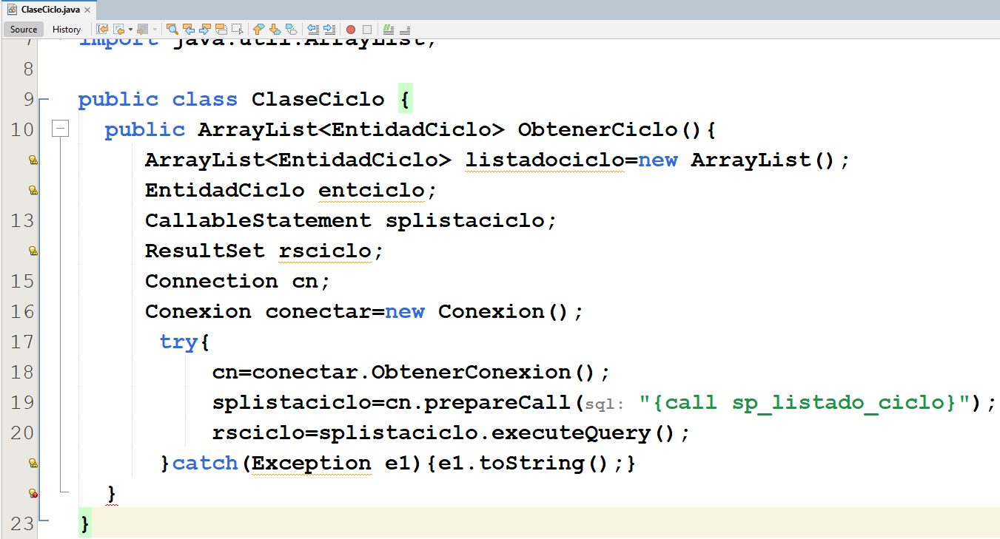 ClaseCiclo.java
Source History
7 import java.util.ArrayList;
8
9 public class ClaseCiclo {
10 public ArrayList<EntidadCiclo> ObtenerCiclo(){
ArrayList<EntidadCiclo> listadociclo=new ArrayList();
EntidadCiclo entciclo;
13 CallableStatement splistaciclo;
ResultSet rsciclo;
15 Connection cn;
16 Conexion conectar=new Conexion();
17 try{
18 cn=conectar.ObtenerConexion();
19 splistaciclo=cn.prepareCall(sql: "{call sp_listado_ciclo}");
20 rsciclo=splistaciclo.executeQuery();
}catch(Exception e1){e1.toString();}
}
23 }